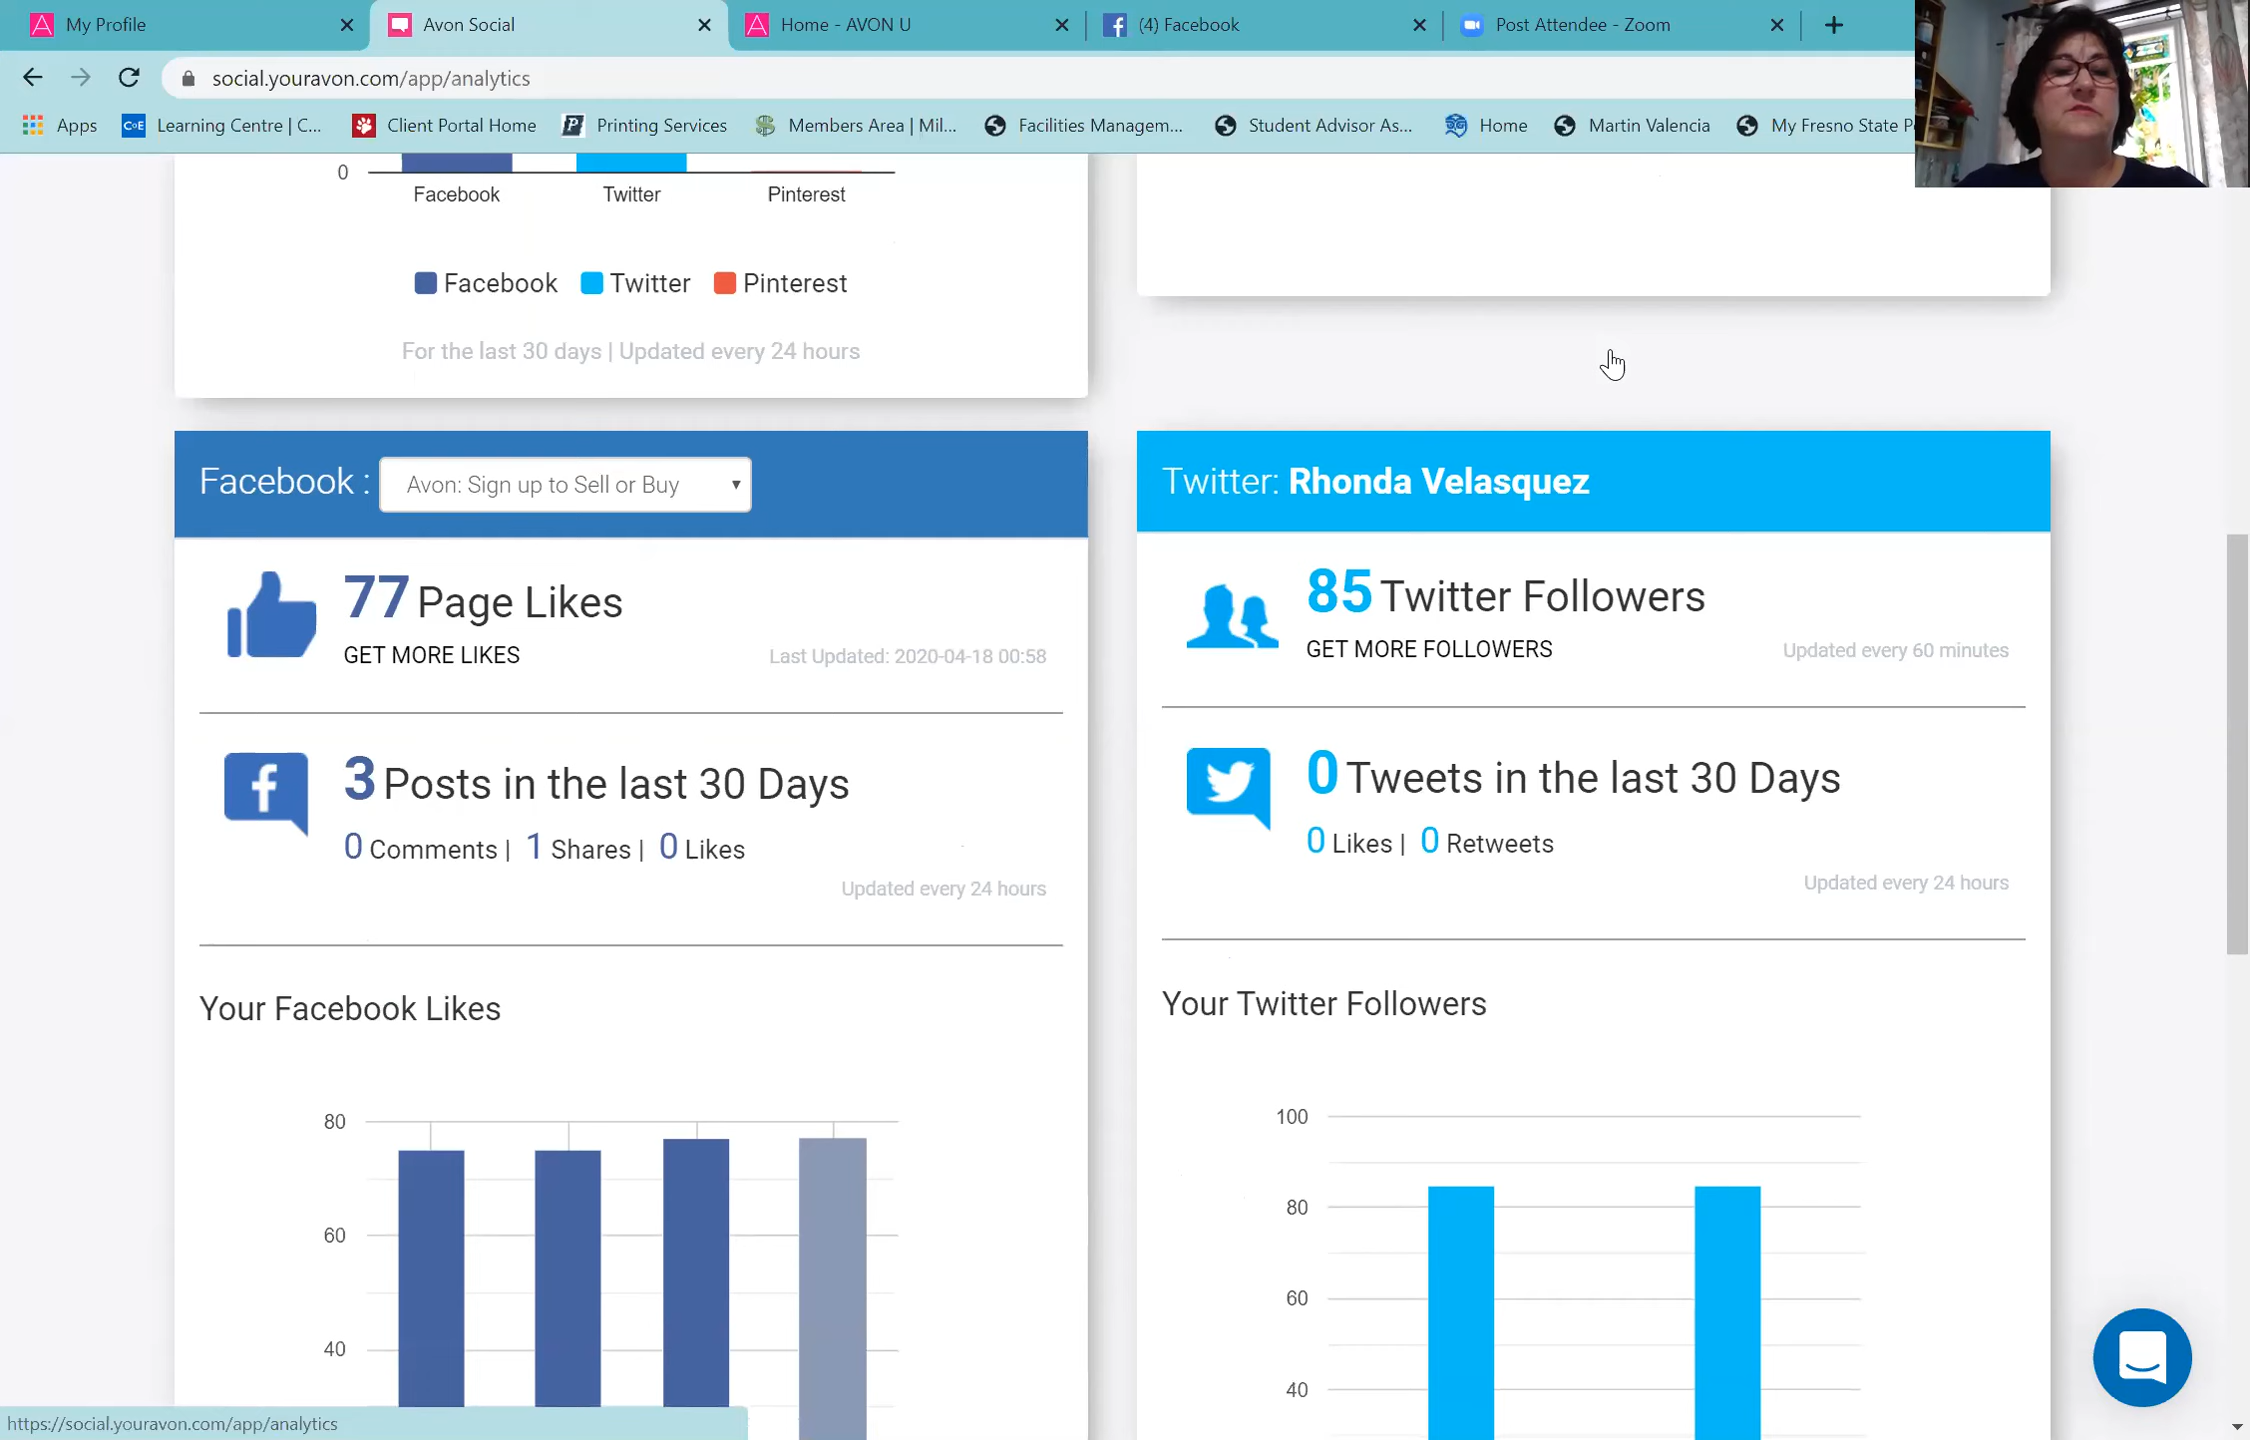 My Profile
Avon Social
Home - AVON U
(4) Facebook
Post Attendee - Zoom
social.youravon.com/app/analytics
Apps
Learning Centre | C...
Client Portal Home
Printing Services
Members Area | Mil...
Facilities Managem...
Student Advisor As...
Home
Martin Valencia
My Fresno State P
0
Facebook
Twitter
Pinterest
Facebook
Twitter
Pinterest
For the last 30 days | Updated every 24 hours
Facebook :
Avon: Sign up to Sell or Buy
77 Page Likes
GET MORE LIKES
Last Updated: 2020-04-18 00:58
3 Posts in the last 30 Days
0 Comments | 1 Shares | 0 Likes
Updated every 24 hours
Your Facebook Likes
80
60
40
Twitter: Rhonda Velasquez
85 Twitter Followers
GET MORE FOLLOWERS
Updated every 60 minutes
0 Tweets in the last 30 Days
0 Likes | 0 Retweets
Updated every 24 hours
Your Twitter Followers
100
80
60
40
https://social.youravon.com/app/analytics